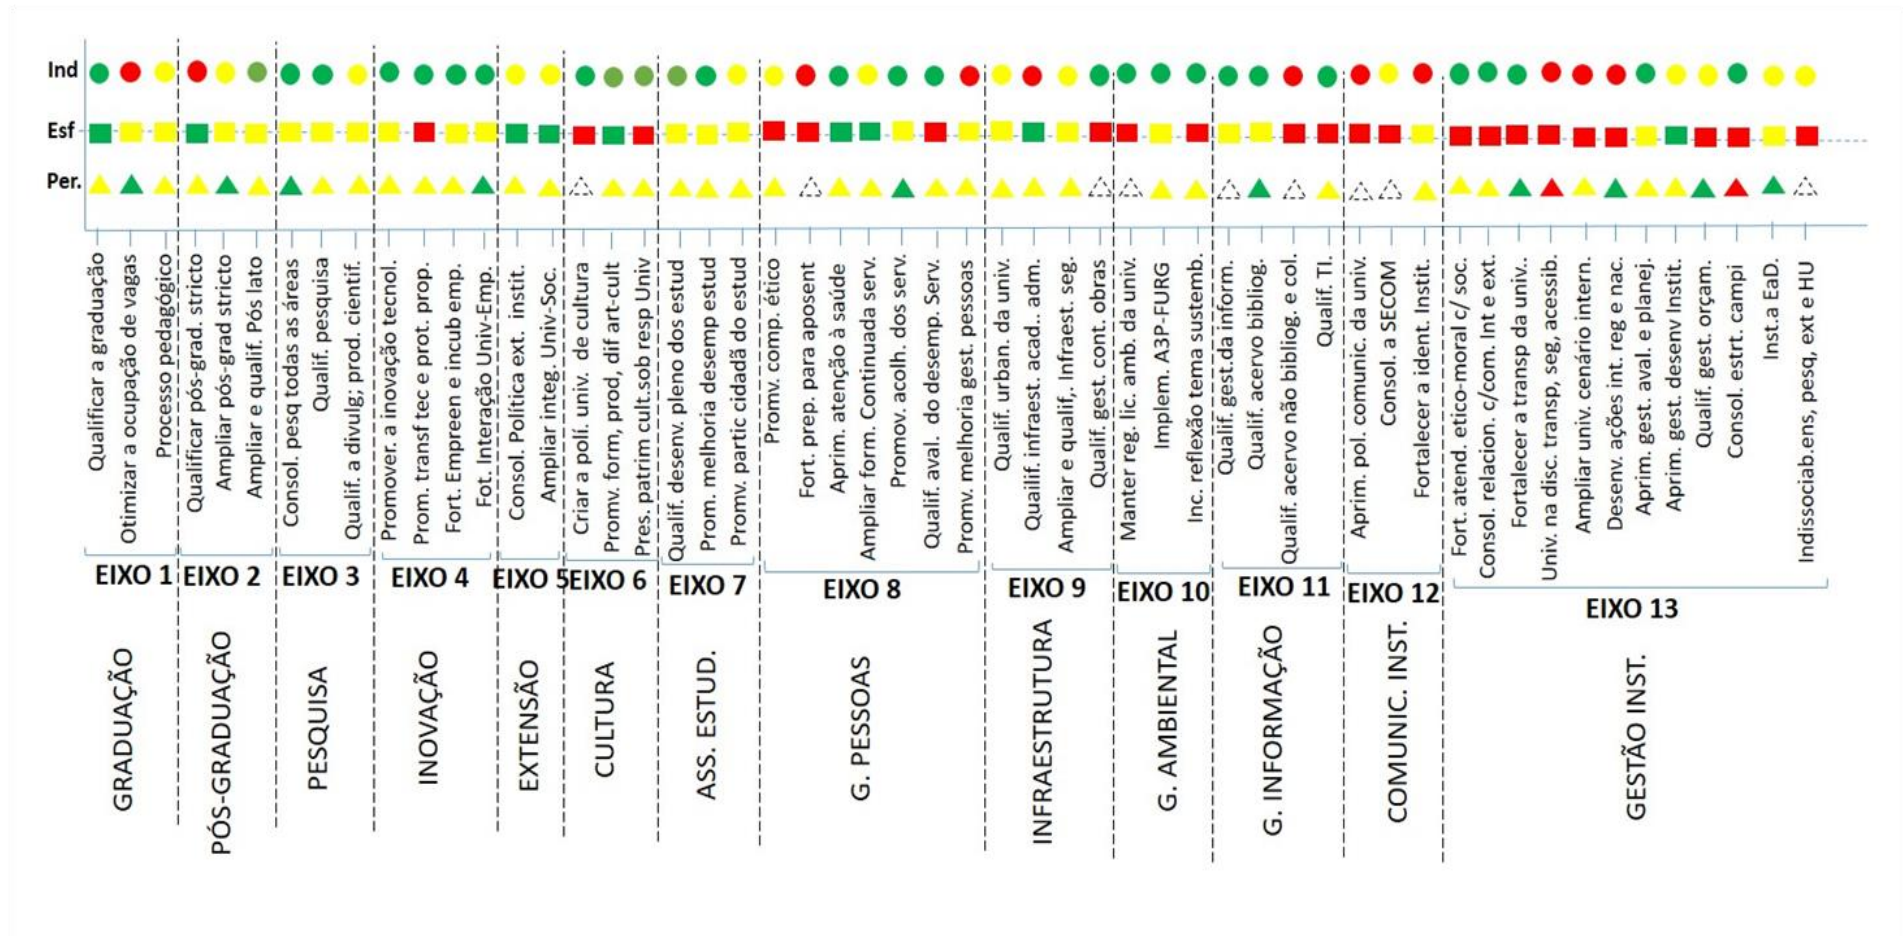 Ind
Esf
Per.
Qualificar a graduação
Otimizar a ocupação de vagas
Processo pedagógico
Qualificar pós-grad. stricto
Ampliar pós-grad stricto
Ampliar e qualif. Pós lato
Consol. pesq todas as áreas
Qualif. pesquisa
Qualif. a divulg; prod. cientif.
Promover. a inovação tecnol.
Prom. transf tec e prot. prop.
Fort. Empreen e incub emp.
Fot. Interação Univ-Emp.
Consol. Política ext. instit.
Ampliar integ. Univ-Soc.
Criar a polí. univ. de cultura
Promv. form, prod, dif art-cult
Pres. patrim cult.sob resp Univ
Qualif. desenv. pleno dos estud
Prom. melhoria desemp estud
Promv. partic cidadã do estud
Promv. comp. ético
Fort. prep. para aposent
Aprim. atenção à saúde
Ampliar form. Continuada serv.
Promov. acolh. dos serv.
Qualif. aval. do desemp. Serv.
Promv. melhoria gest. pessoas
Qualif. urban. da univ.
Quailif. infraest. acad.. adm.
Ampliar e qualif,. Infraest. seg.
Qualif. gest. cont. obras
Manter reg. lic. amb. da univ.
Implem. A3P-FURG
Inc. reflexão tema sustemb.
Qualif. gest.da inform.
Qualif. acervo bibliog.
Qualif. acervo não bibliog. e col.
Qualif. TI.
Aprim. pol. comunic. da univ.
Consol. a SECOM
Fortalecer a ident. Instit.
Fort. atend. etico-moral c/ soc.
Consol. relacion. c/com. Int e ext.
Fortalecer a transp da univ..
Univ. na disc. transp, seg, acessib.
Ampliar univ. cenário intern.
Desenv. ações int. reg e nac.
Aprim. gest. aval. e planej.
Aprim. gest. desenv Instit.
Qualif. gest. orçam.
Consol. estrt. campi
Inst.a EaD.
Indissociab.ens, pesq, ext e HU
EIXO 1
EIXO 2
EIXO 3
EIXO 4
EIXO 5
EIXO 6
EIXO 7
EIXO 8
EIXO 9
EIXO 10
EIXO 11
EIXO 12
EIXO 13
GRADUAÇÃO
PÓS-GRADUAÇÃO
PESQUISA
INOVAÇÃO
EXTENSÃO
CULTURA
ASS. ESTUD.
G. PESSOAS
INFRAESTRUTURA
G. AMBIENTAL
G. INFORMAÇÃO
COMUNIC. INST.
GESTÃO INST.